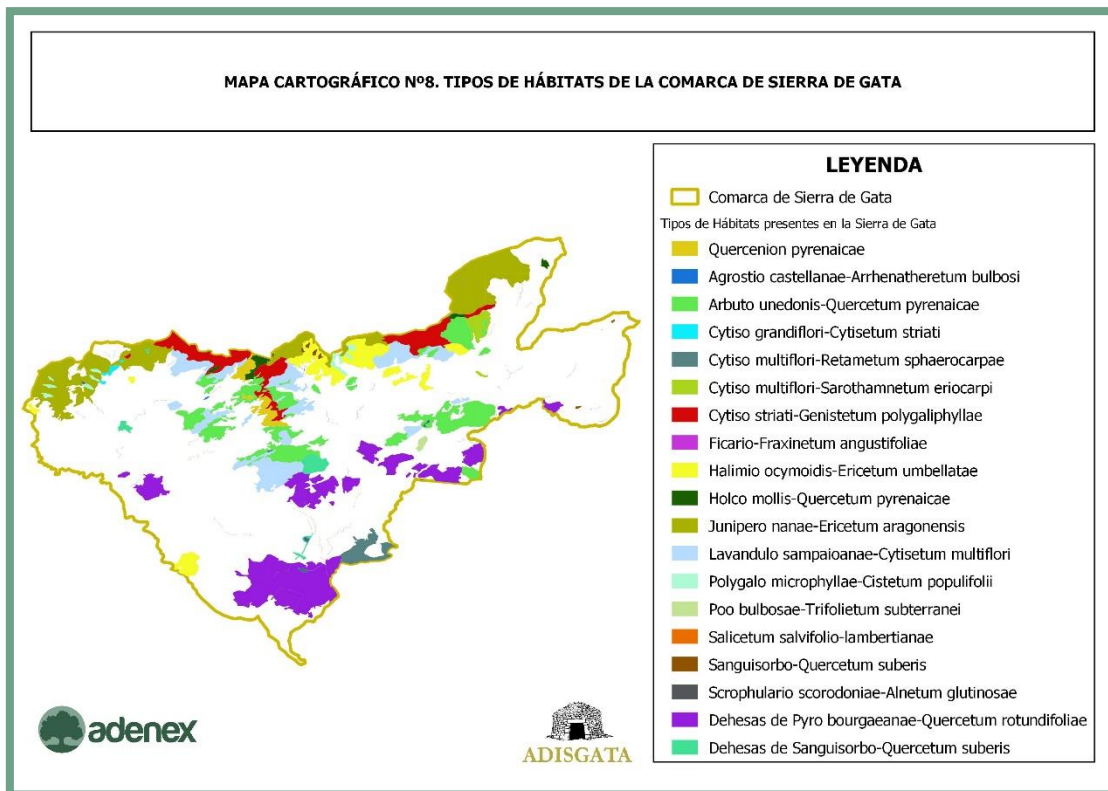 MAPA CARTOGRÁFICO Nº8. TIPOS DE HÁBITATS DE LA COMARCA DE SIERRA DE GATA
LEYENDA
Comarca de Sierra de Gata
Tipos de Hábitats presentes en la Sierra de Gata
Quercenion pyrenaicae
Agrostio castellanae-Arrhenatheretum bulbosi
Arbuto unedonis-Quercetum pyrenaicae
Cytiso grandiflori-Cytisetum striati
Cytiso multiflori-Retametum sphaerocarpae
Cytiso multiflori-Sarothamnetum eriocarpi
Cytiso striati-Genistetum polygaliphyllae
Ficario-Fraxinetum angustifoliae
Halimio ocymoidis-Ericetum umbellatae
Holco mollis-Quercetum pyrenaicae
Junipero nanae-Ericetum aragonensis
Lavandulo sampaioanae-Cytisetum multiflori
Polygalo microphyllae-Cistetum populifolii
Poo bulbosae-Trifolietum subterranei
Salicetum salvifolio-lambertianae
Sanguisorbo-Quercetum suberis
Scrophulario scorodoniae-Alnetum glutinosae
Dehesas de Pyro bourgaeanae-Quercetum rotundifoliae
Dehesas de Sanguisorbo-Quercetum suberis
adenex
ADISGATA